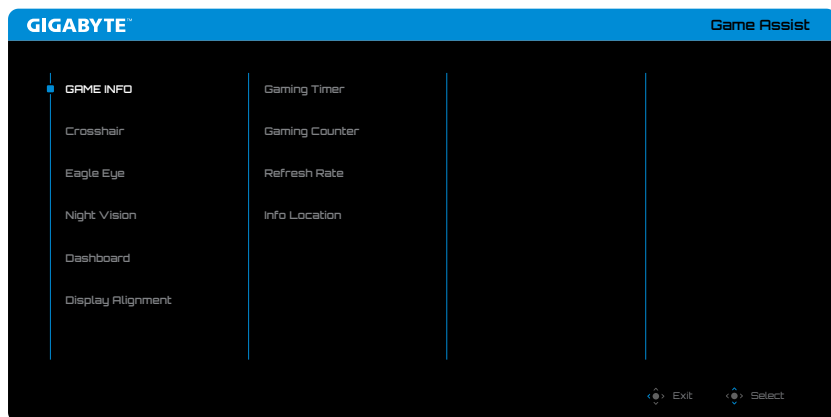 GIGABYTE™
Game Assist
GAME INFO
Crosshair
Eagle Eye
Night Vision
Dashboard
Display Alignment
Gaming Timer
Gaming Counter
Refresh Rate
Info Location
Exit
Select